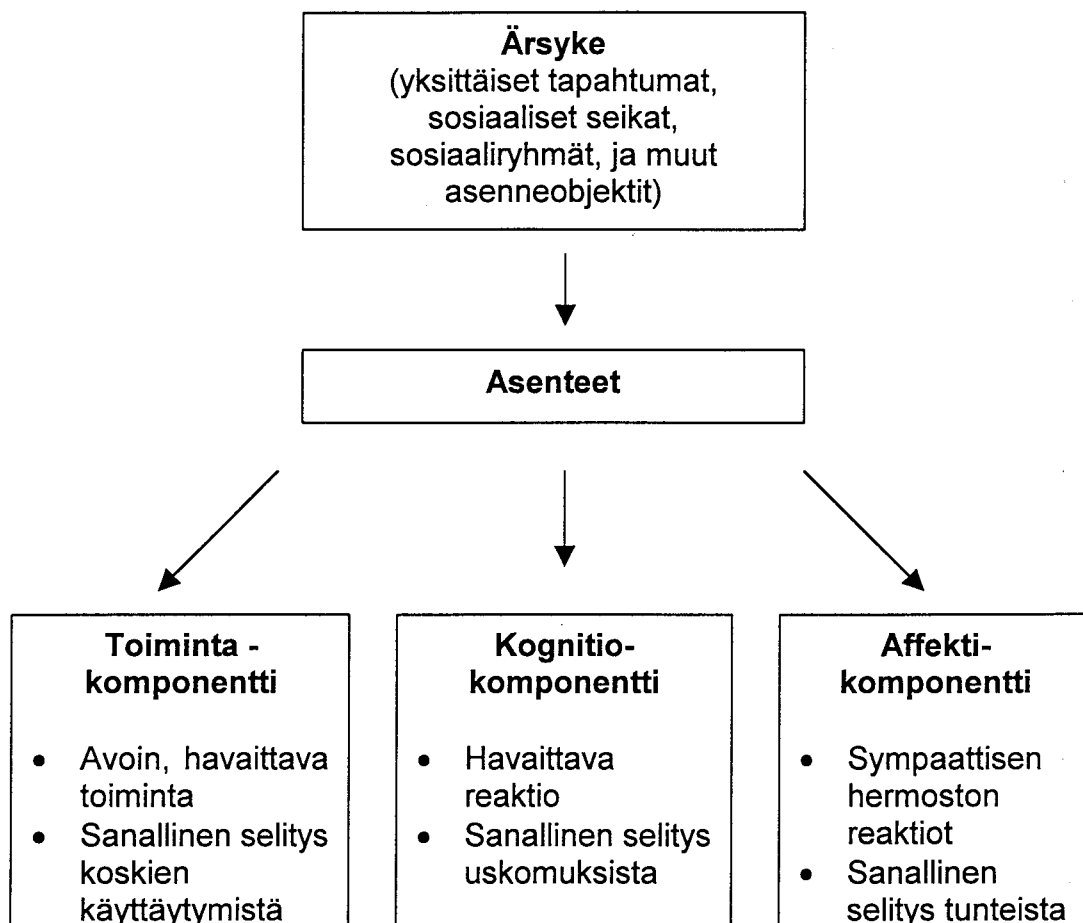 Ärsyke
(yksittäiset tapahtumat,
sosiaaliset seikat,
sosiaaliryhmät, ja muut
asenneobjektit)
Asenteet
Toiminta -
komponentti
• Avoin, havaittava
toiminta
• Sanallinen selitys
koskien
käyttäytymistä
Kognitio-
komponentti
• Havaittava
reaktio
• Sanallinen selitys
uskomuksista
Affekti-
komponentti
• Sympaattisen
hermoston
reaktiot
• Sanallinen
selitys tunteista